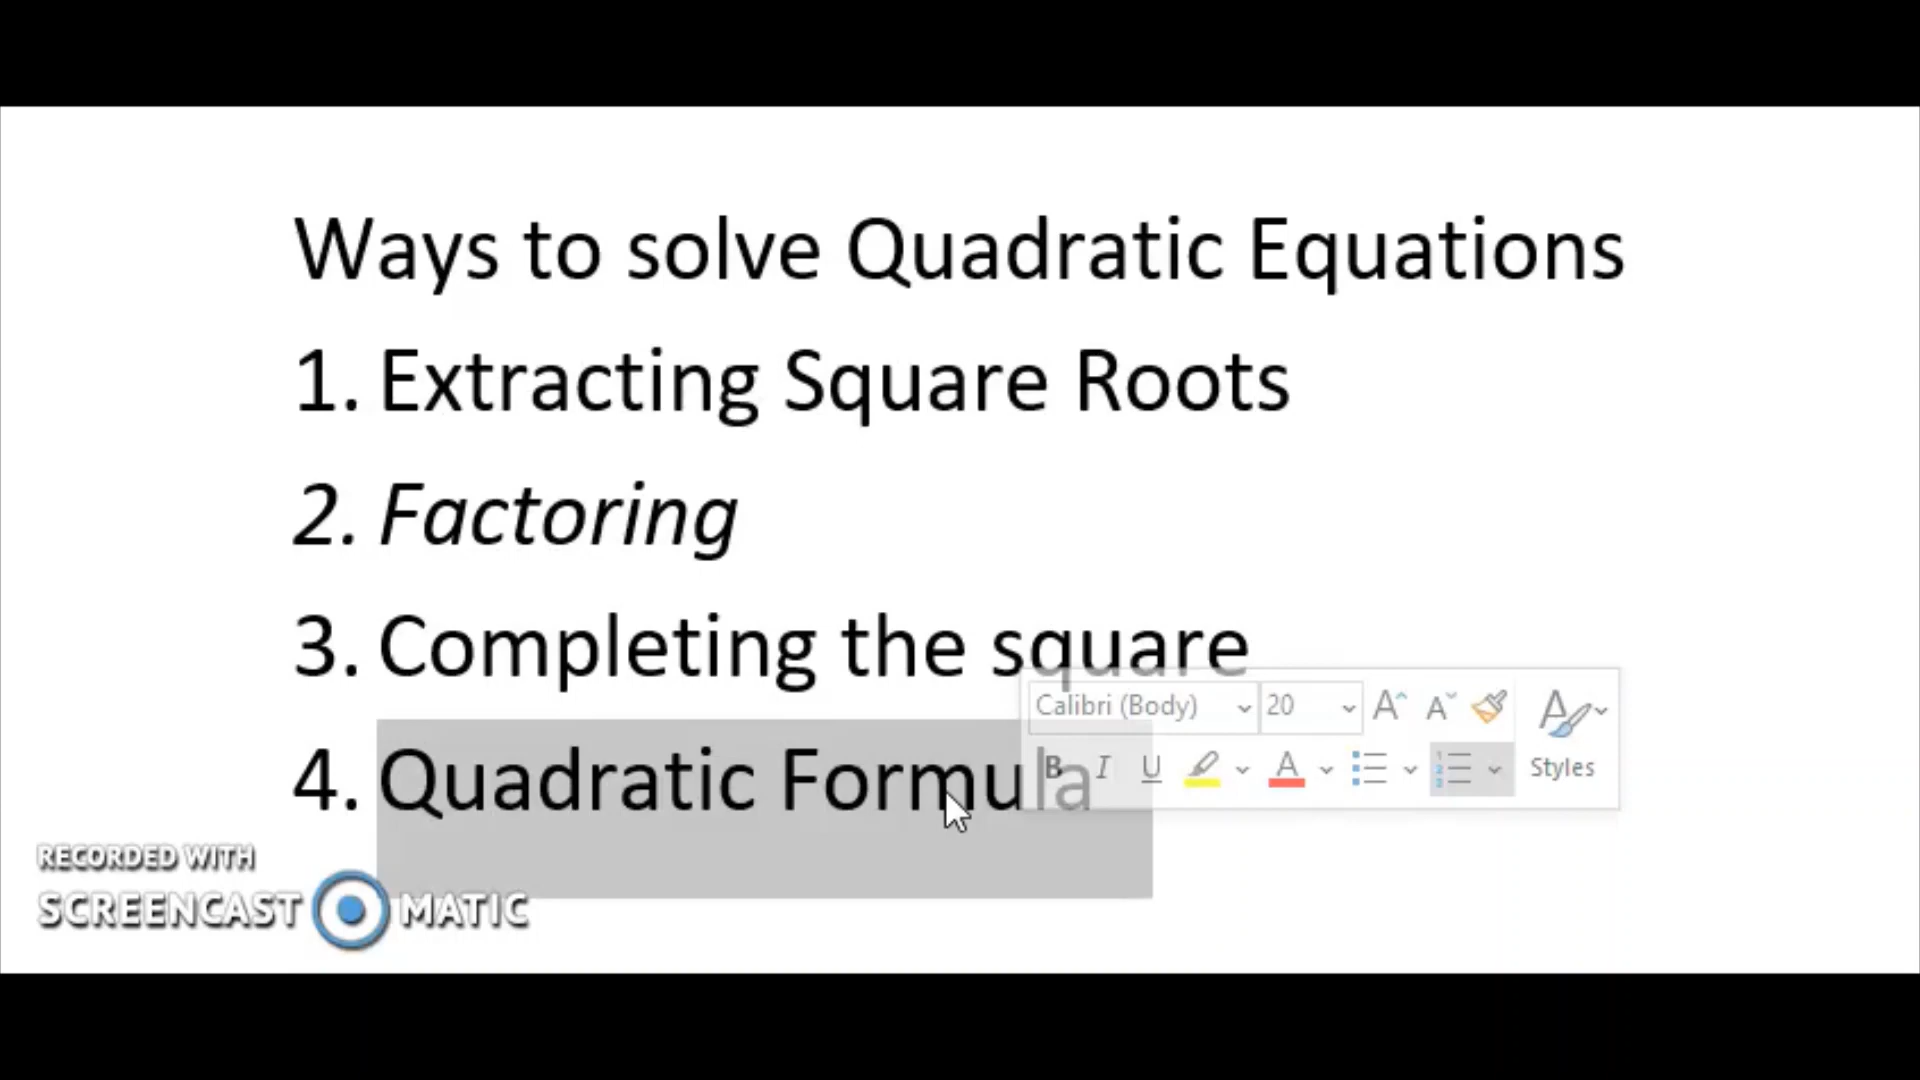 Ways to solve Quadratic Equations
1. Extracting Square Roots
2. Factoring
3. Completing the square
Calibri (Body) 20 A A
4. Quadratic Formula
B I U A Styles
RECORDED WITH
SCREENCAST MATIC